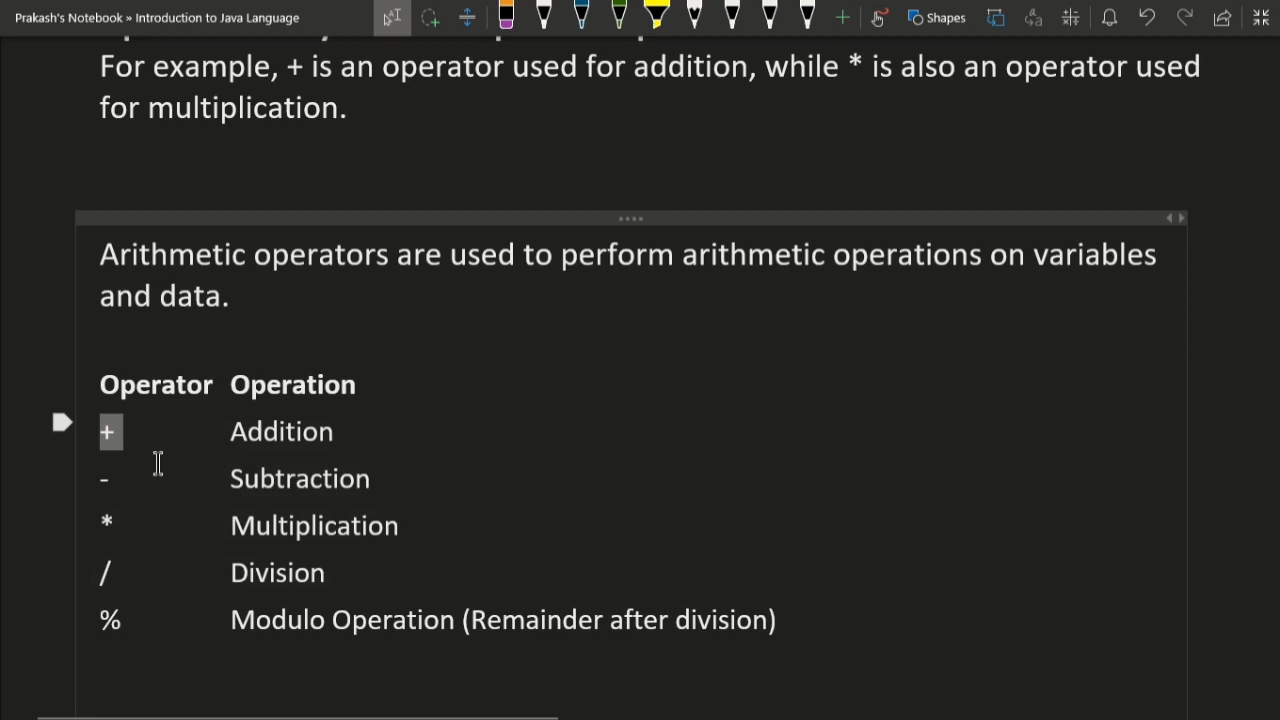 Prakash's Notebook » Introduction to Java Language
Shapes
For example, + is an operator used for addition, while * is also an operator used
for multiplication.
Arithmetic operators are used to perform arithmetic operations on variables
and data.
Operator Operation
+ Addition
- Subtraction
* Multiplication
/ Division
% Modulo Operation (Remainder after division)